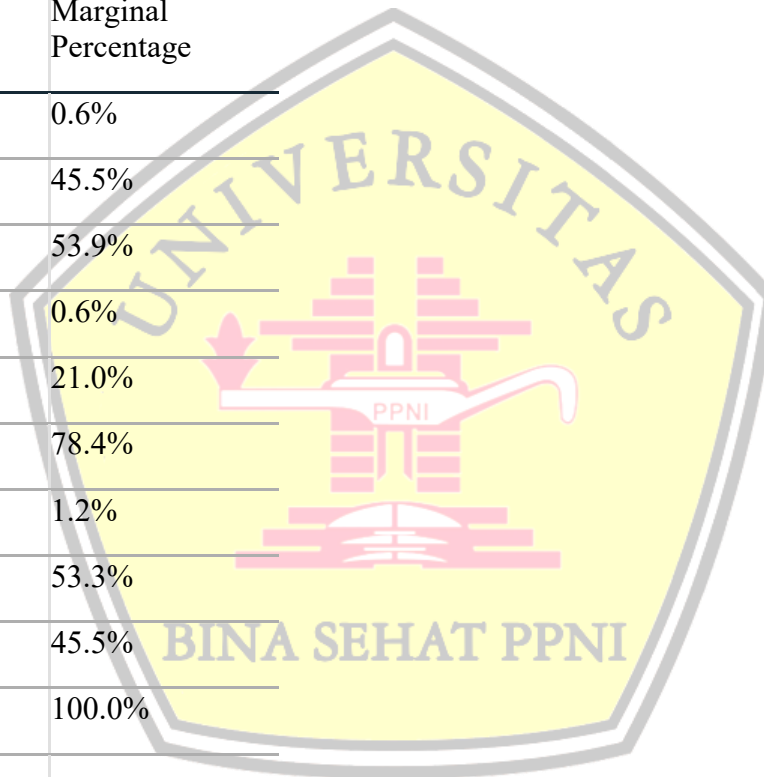 Marginal
Percentage
0.6%
45.5%
53.9%
0.6%
21.0%
78.4%
1.2%
53.3%
45.5%
100.0%
UNIVERSITAS
PPNI
BINA SEHAT PPNI